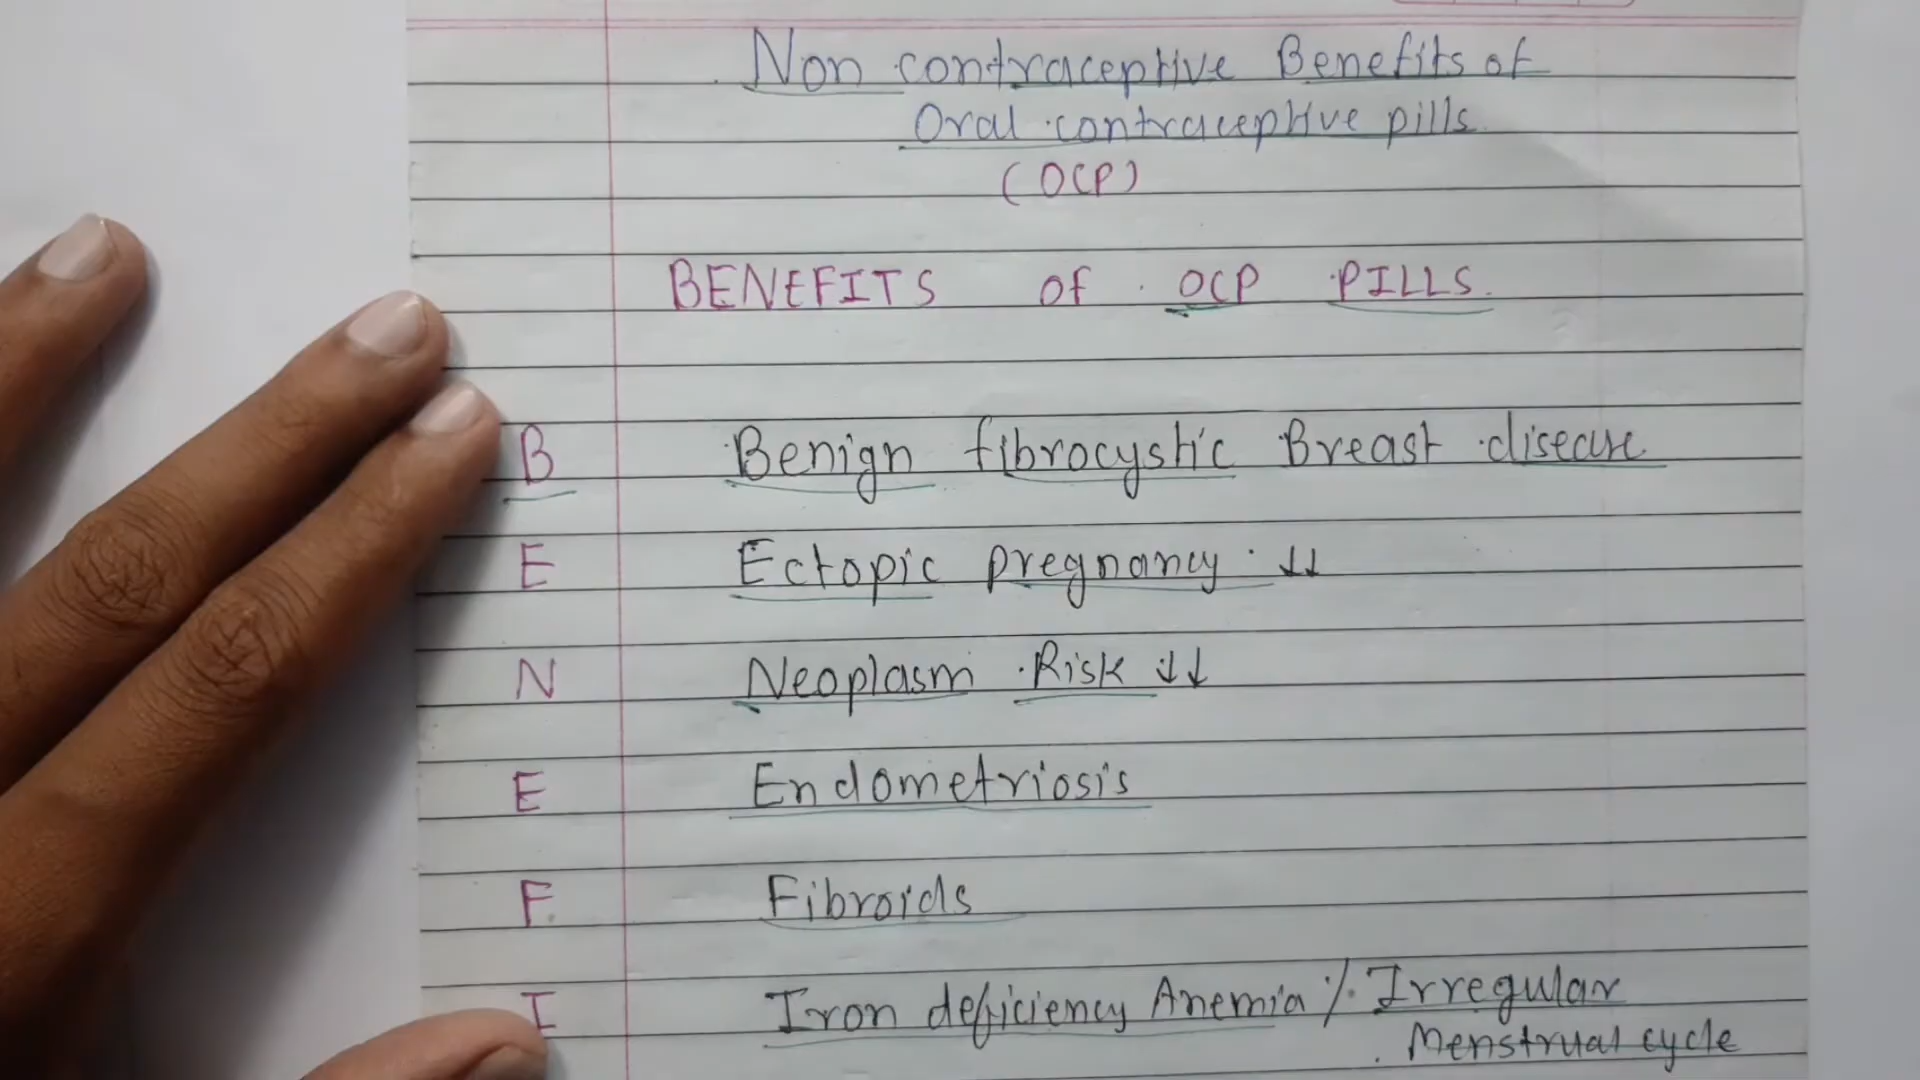 Non contraceptive Benefits of
Oral contraceptive pills.
(OCP)
BENEFITS Of OCP PILLS.
B Benign fibrocystic Breast disease
E Ectopic pregnancy ↓↓
N Neoplasm Risk ↓↓
E Endometriosis
F. Fibroids
I Iron deficiency Anemia / Irregular
Menstrual cycle